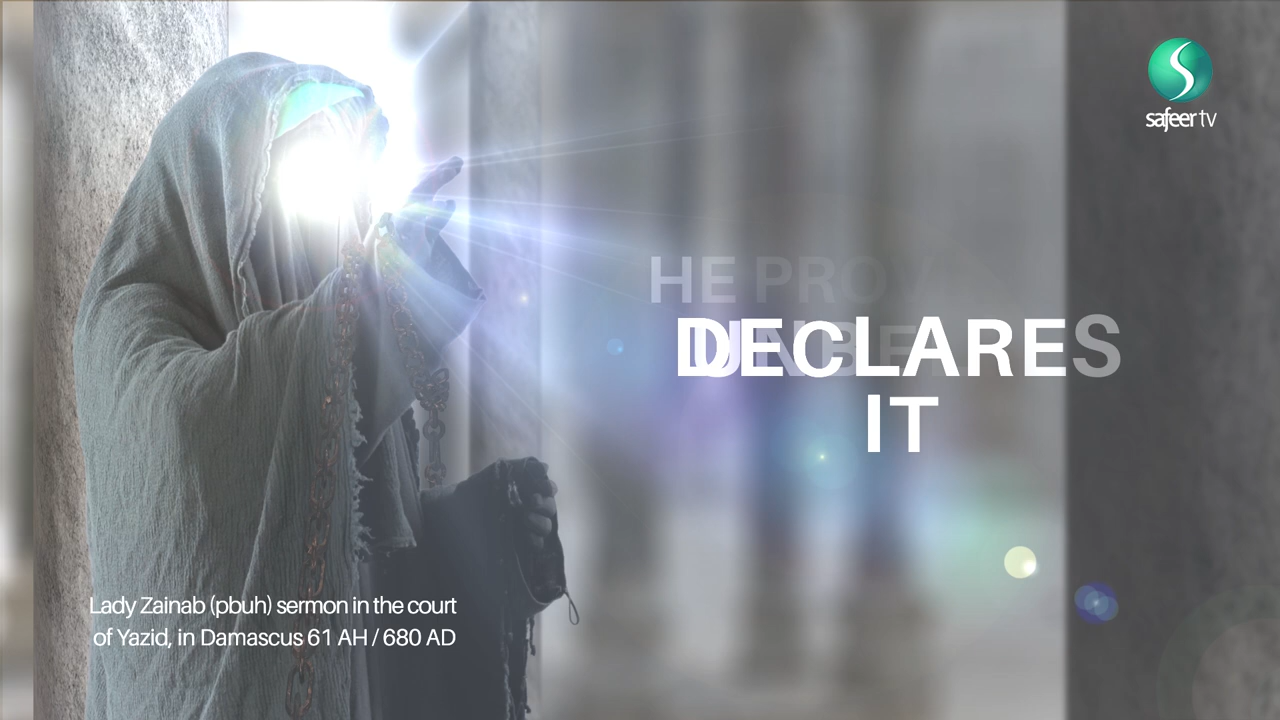 safeer tv
HE PROV
DECLARES
IT
Lady Zainab (pbuh) sermon in the court
of Yazid, in Damascus 61 AH / 680 AD